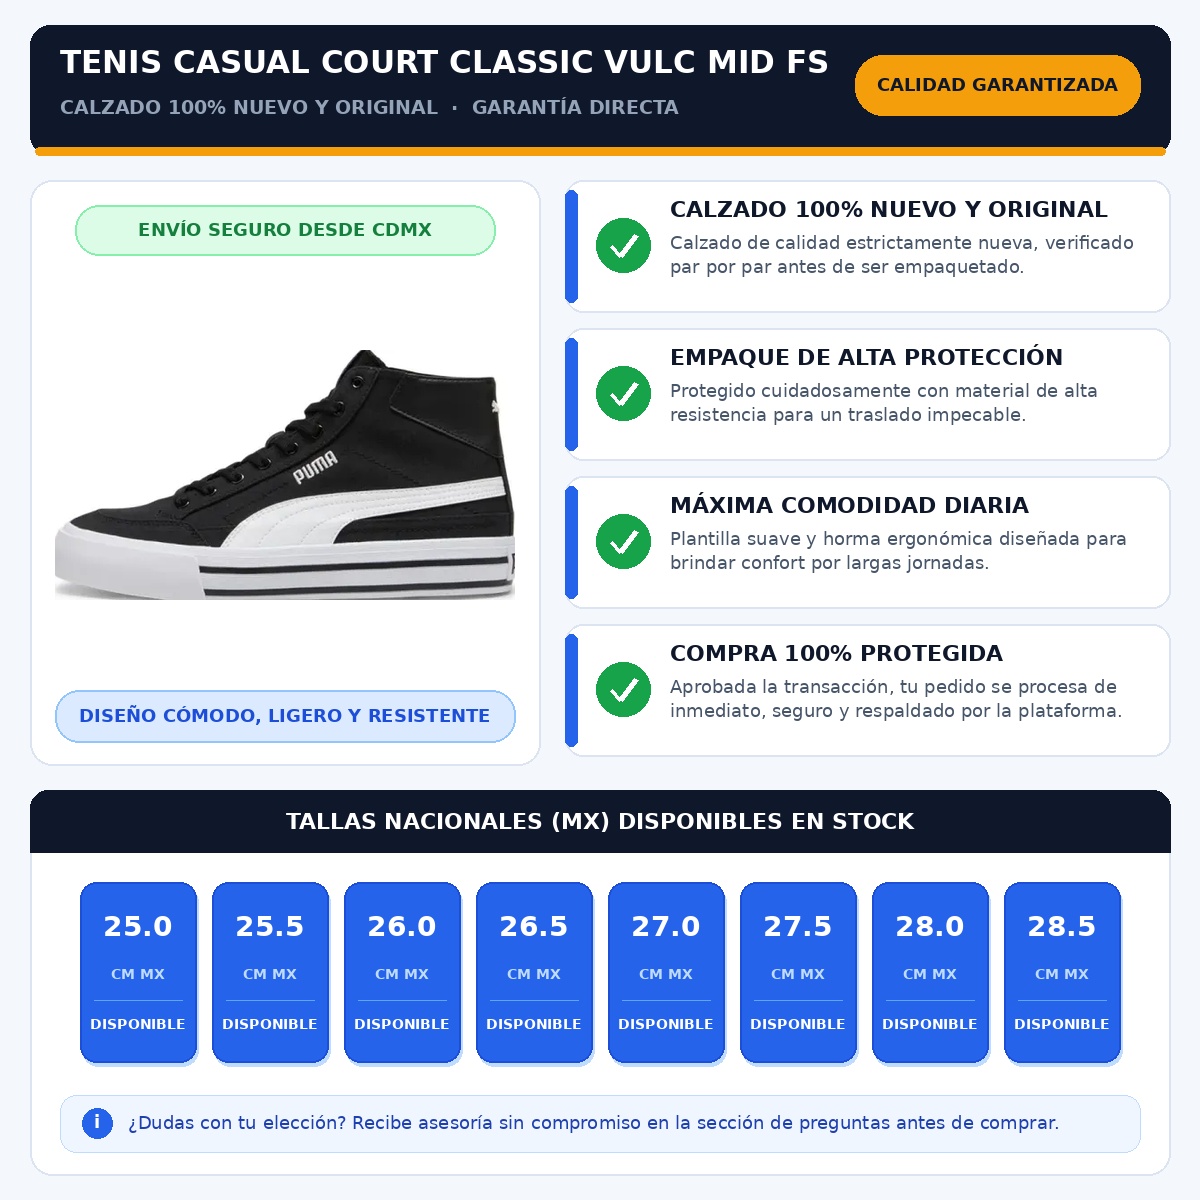 TENIS CASUAL COURT CLASSIC VULC MID FS
CALZADO 100% NUEVO Y ORIGINAL · GARANTÍA DIRECTA
CALIDAD GARANTIZADA
ENVÍO SEGURO DESDE CDMX
PUMA
DISEÑO CÓMODO, LIGERO Y RESISTENTE
CALZADO 100% NUEVO Y ORIGINAL
Calzado de calidad estrictamente nueva, verificado
par por par antes de ser empaquetado.
EMPAQUE DE ALTA PROTECCIÓN
Protegido cuidadosamente con material de alta
resistencia para un traslado impecable.
MÁXIMA COMODIDAD DIARIA
Plantilla suave y horma ergonómica diseñada para
brindar confort por largas jornadas.
COMPRA 100% PROTEGIDA
Aprobada la transacción, tu pedido se procesa de
inmediato, seguro y respaldado por la plataforma.
TALLAS NACIONALES (MX) DISPONIBLES EN STOCK
25.0 25.5 26.0 26.5 27.0 27.5 28.0 28.5
CM MX CM MX CM MX CM MX CM MX CM MX CM MX CM MX
DISPONIBLE DISPONIBLE DISPONIBLE DISPONIBLE DISPONIBLE DISPONIBLE DISPONIBLE DISPONIBLE
i ¿Dudas con tu elección? Recibe asesoría sin compromiso en la sección de preguntas antes de comprar.